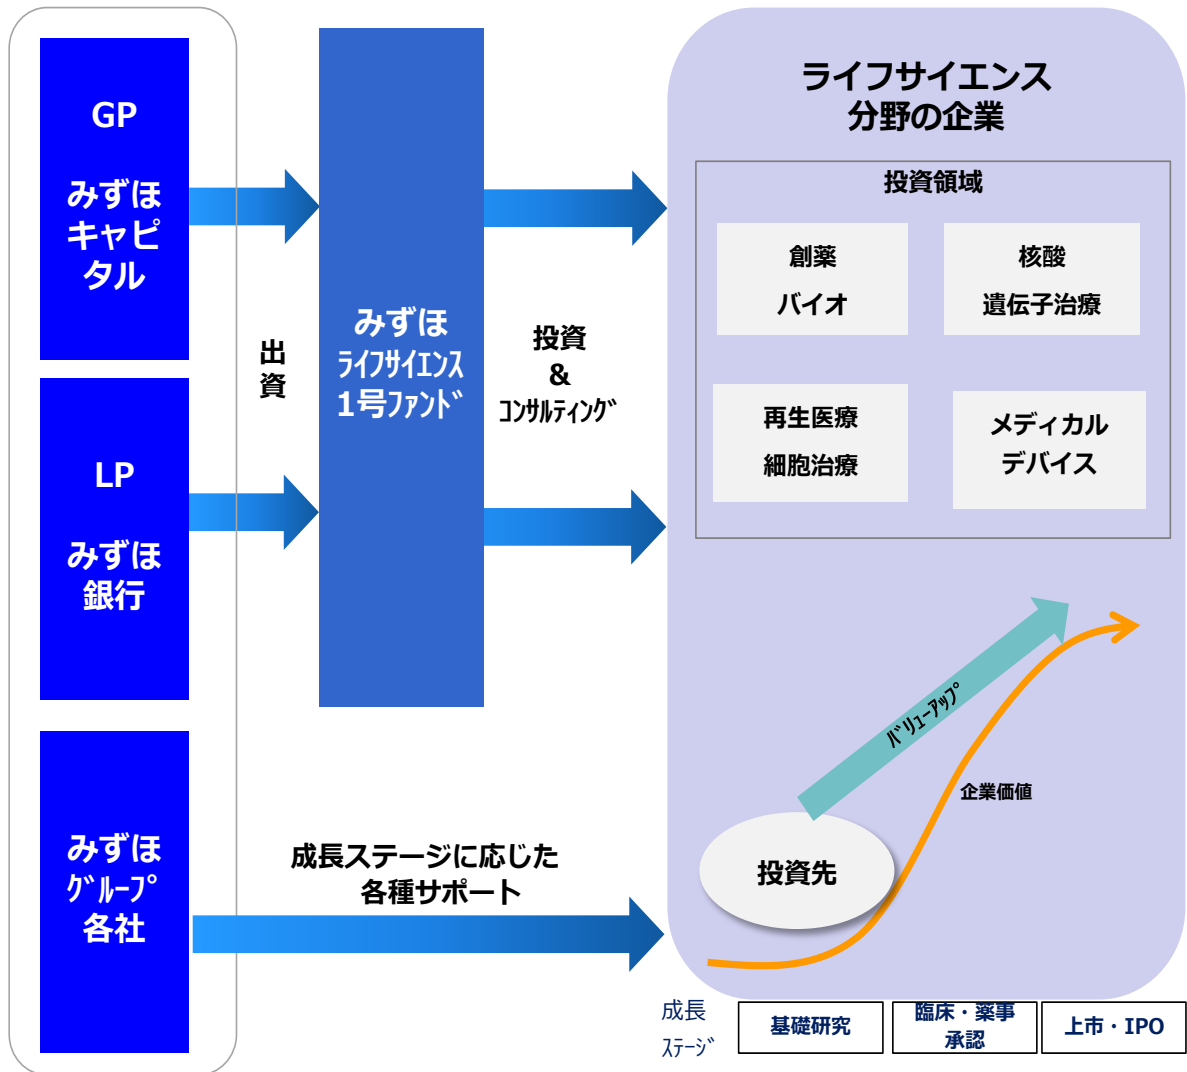 GP
みずほ
キャピ
タル
LP
みずほ
銀行
みずほ
ｸﾞﾙｰﾌﾟ
各社
出
資
みずほ
ﾗｲﾌｻｲｴﾝｽ
1号ﾌｧﾝﾄﾞ
投資
&
ｺﾝｻﾙﾃｨﾝｸﾞ
成長ステージに応じた
各種サポート
ライフサイエンス
分野の企業
投資領域
創薬
バイオ
核酸
遺伝子治療
再生医療
細胞治療
メディカル
デバイス
ﾊﾞﾘｭｰｱｯﾌﾟ
企業価値
投資先
成長
ｽﾃｰｼﾞ
基礎研究
臨床・薬事
承認
上市・IPO